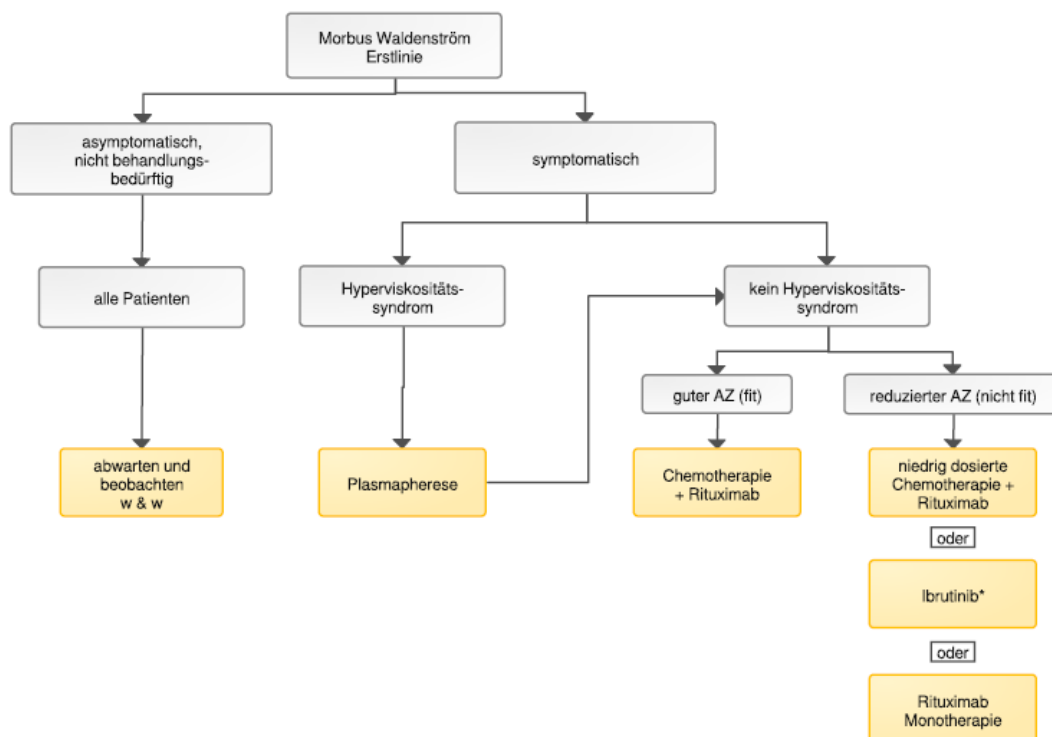 Morbus Waldenström
Erstlinie
asymptomatisch,
nicht behandlungs-
bedürftig
symptomatisch
alle Patienten
Hyperviskositäts-
syndrom
kein Hyperviskositäts-
syndrom
guter AZ (fit)
reduzierter AZ (nicht fit)
abwarten und
beobachten
w & w
Plasmapherese
Chemotherapie
+ Rituximab
niedrig dosierte
Chemotherapie +
Rituximab
oder
Ibrutinib*
oder
Rituximab
Monotherapie